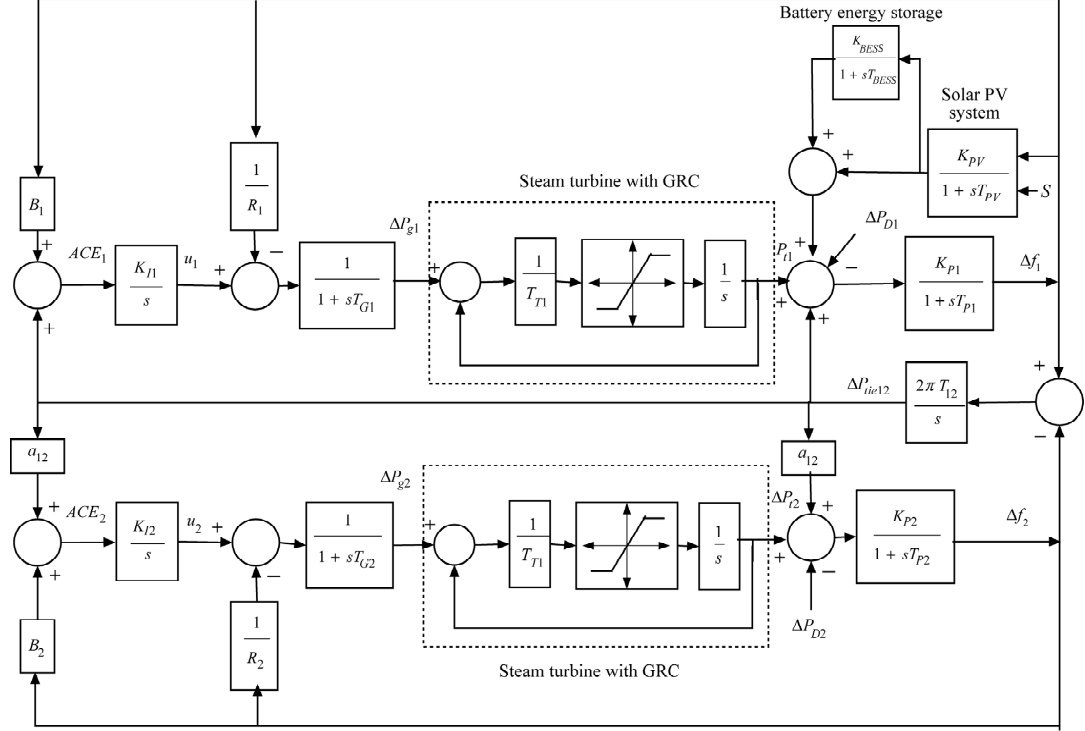 Battery energy storage
K_BESS
1 + sT_BESS
Solar PV
system
K_PV
1 + sT_PV
S
+
+
1
R_1
Steam turbine with GRC
B_1
+
ACE_1
K_I1
s
u_1
+
−
1
1 + sT_G1
ΔP_g1
+
1
T_T1
1
s
P_t1
+
ΔP_D1
−
+
+
K_P1
1 + sT_P1
Δf_1
+
ΔP_tie12
2π T_12
s
+
−
a_12
a_12
+
ACE_2
K_I2
s
u_2
+
−
1
1 + sT_G2
ΔP_g2
+
1
T_T1
1
s
ΔP_t2
+
+
−
K_P2
1 + sT_P2
Δf_2
+
B_2
1
R_2
ΔP_D2
Steam turbine with GRC